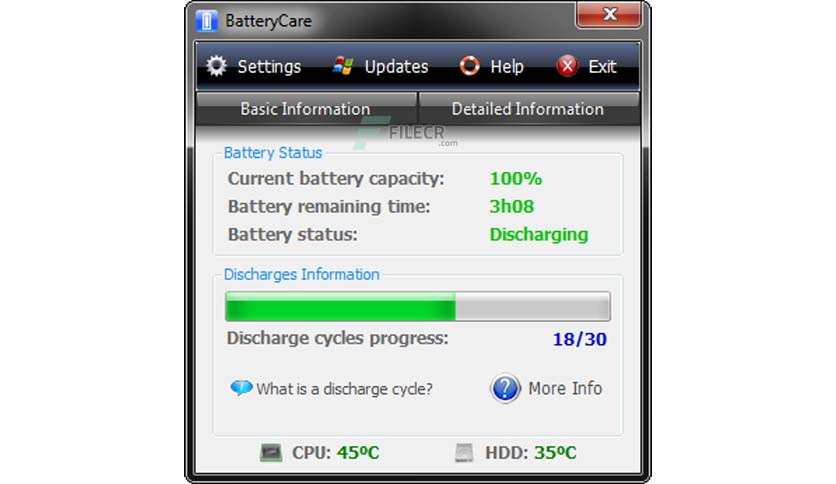 BatteryCare
Settings Updates Help Exit
Basic Information Detailed Information
FILECR
.com
Battery Status
Current battery capacity: 100%
Battery remaining time: 3h08
Battery status: Discharging
Discharges Information
Discharge cycles progress: 18/30
What is a discharge cycle? ? More Info
CPU: 45ºC HDD: 35ºC